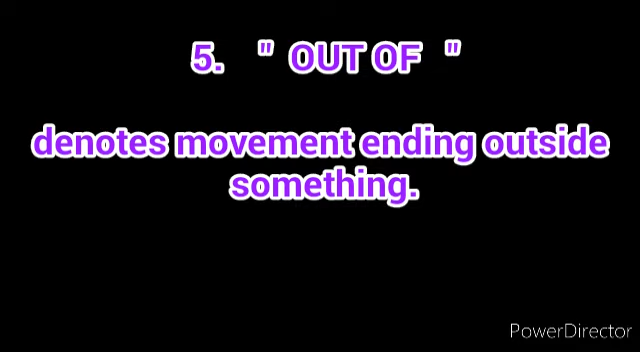 5. " OUT OF "
denotes movement ending outside
something.
PowerDirector